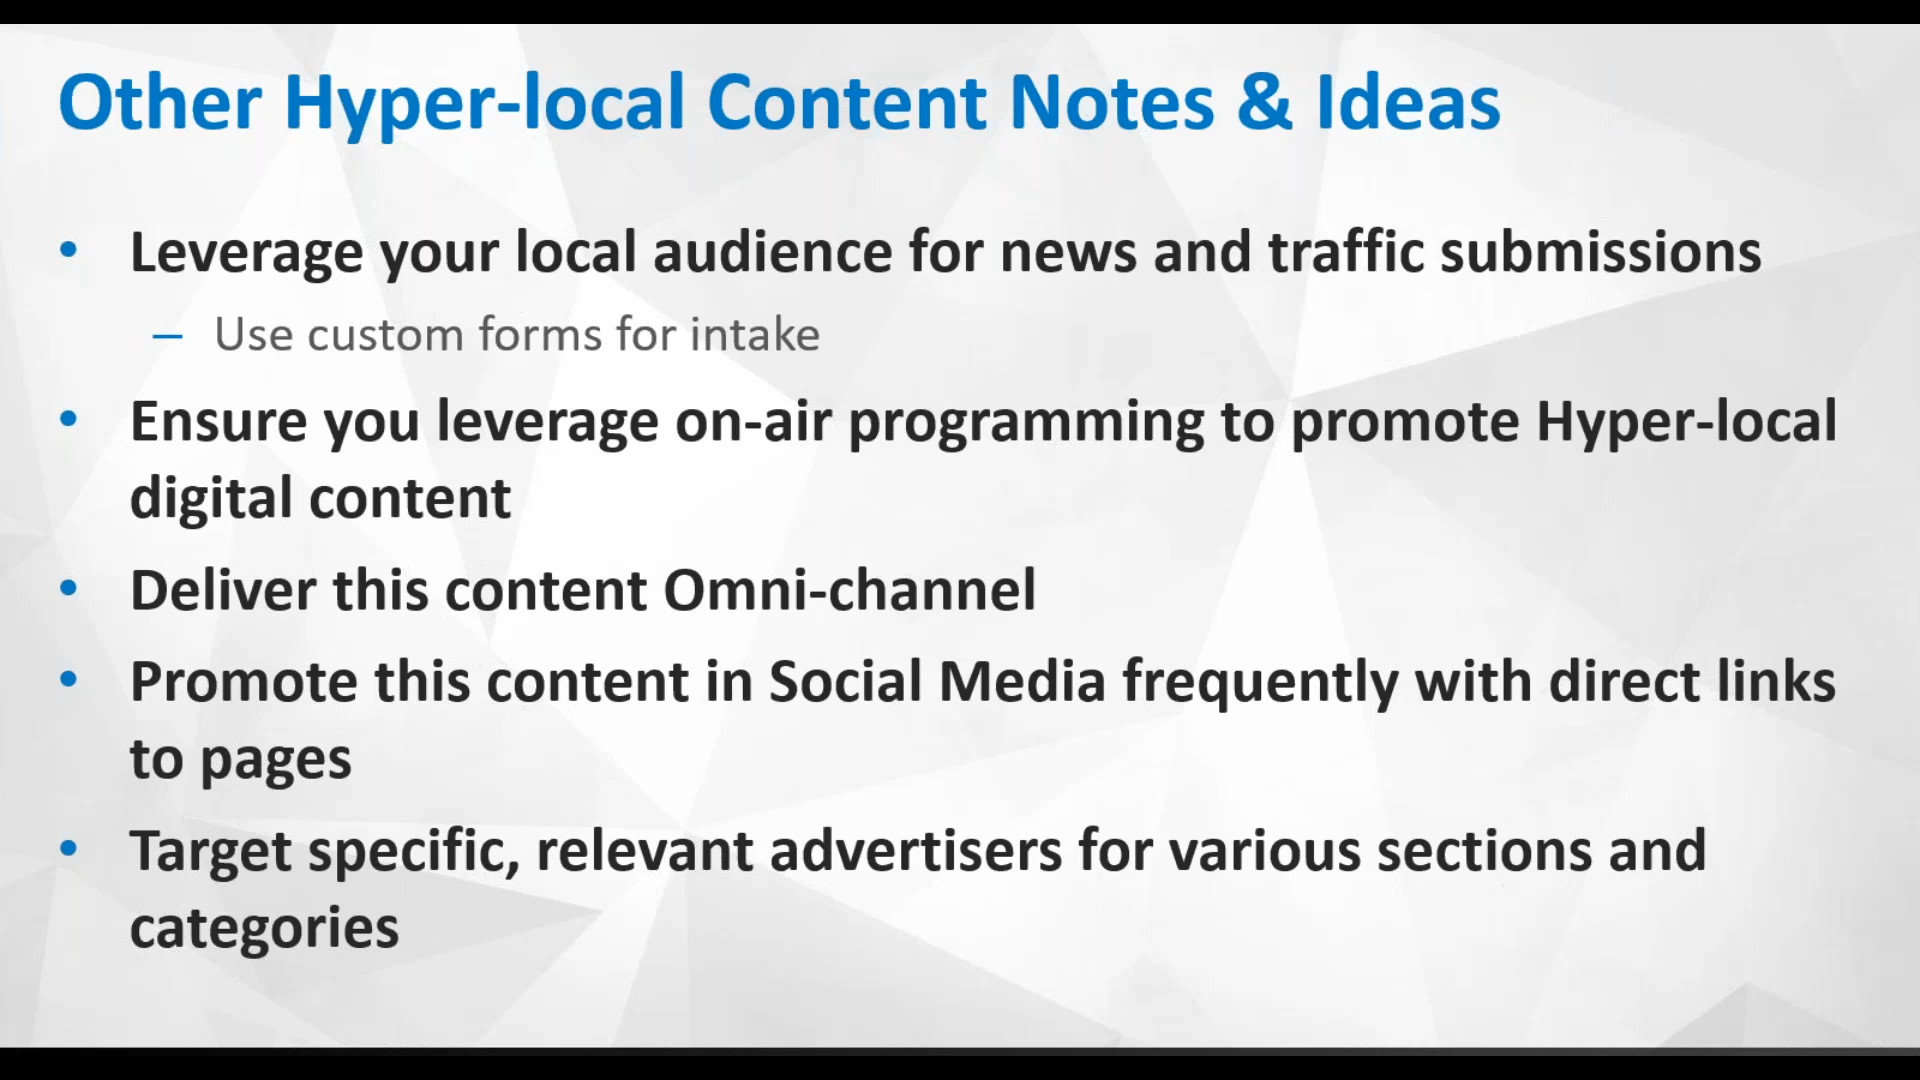 Other Hyper-local Content Notes & Ideas
• Leverage your local audience for news and traffic submissions
– Use custom forms for intake
• Ensure you leverage on-air programming to promote Hyper-local
digital content
• Deliver this content Omni-channel
• Promote this content in Social Media frequently with direct links
to pages
• Target specific, relevant advertisers for various sections and
categories